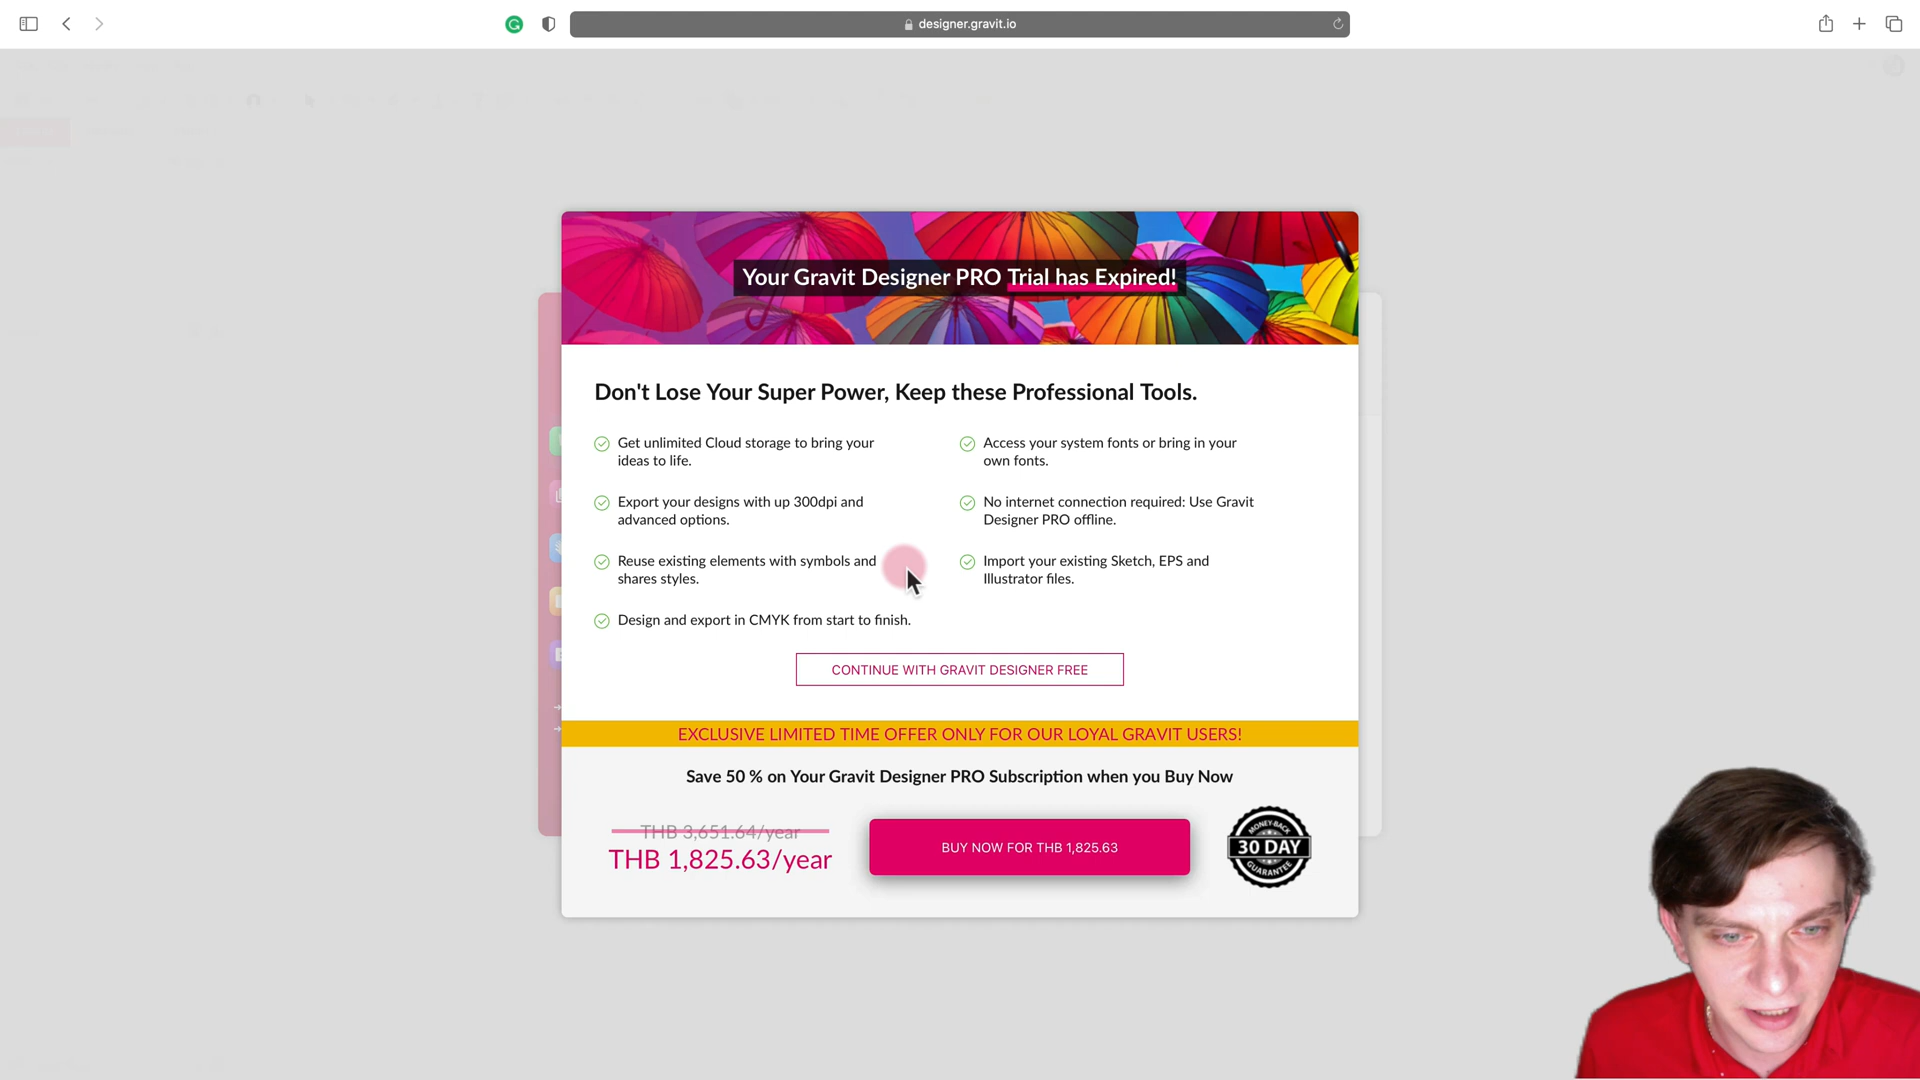 designer.gravit.io
Your Gravit Designer PRO Trial has Expired!
Don't Lose Your Super Power, Keep these Professional Tools.
Get unlimited Cloud storage to bring your
ideas to life.
Access your system fonts or bring in your
own fonts.
Export your designs with up 300dpi and
advanced options.
No internet connection required: Use Gravit
Designer PRO offline.
Reuse existing elements with symbols and
shares styles.
Import your existing Sketch, EPS and
Illustrator files.
Design and export in CMYK from start to finish.
CONTINUE WITH GRAVIT DESIGNER FREE
EXCLUSIVE LIMITED TIME OFFER ONLY FOR OUR LOYAL GRAVIT USERS!
Save 50 % on Your Gravit Designer PRO Subscription when you Buy Now
THB 3,651.64/year
THB 1,825.63/year
BUY NOW FOR THB 1,825.63
MONEY-BACK
30 DAY
GUARANTEE